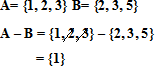 A= {1, 2, 3} B= {2, 3, 5}
A – B = {1, 2, 3} – {2, 3, 5}
= {1}